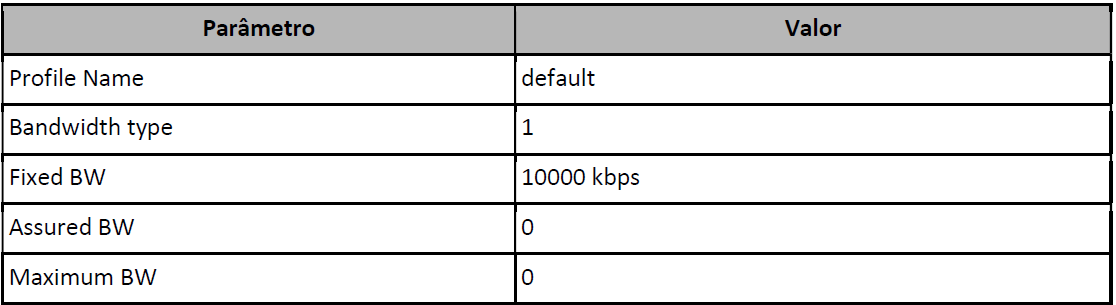 Parâmetro Valor
Profile Name default
Bandwidth type 1
Fixed BW 10000 kbps
Assured BW 0
Maximum BW 0